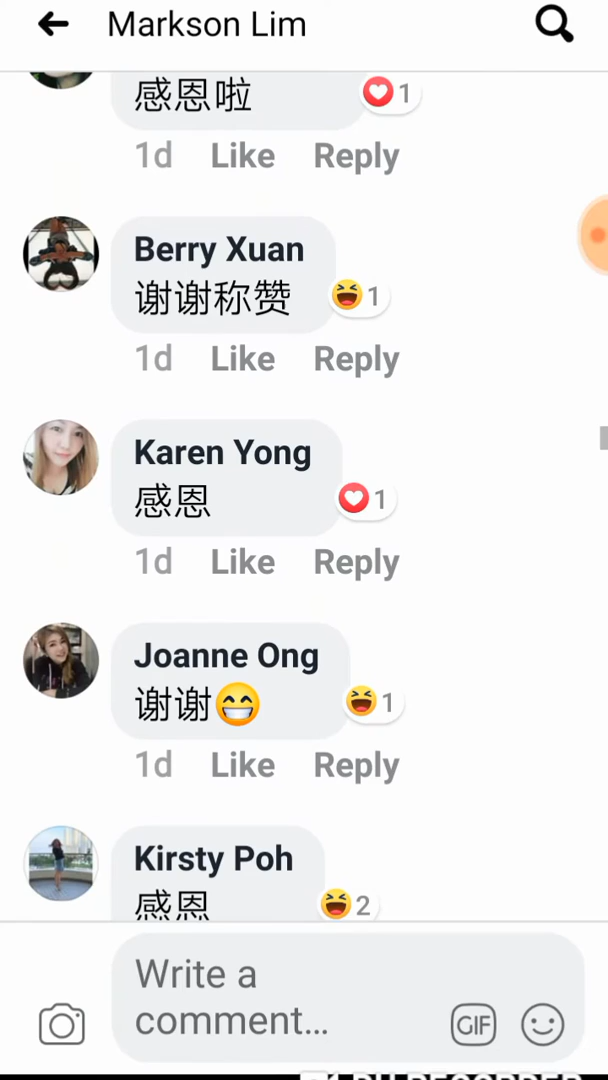 Markson Lim
感恩啦
1
1d Like Reply
Berry Xuan
谢谢称赞
1
1d Like Reply
Karen Yong
感恩
1
1d Like Reply
Joanne Ong
谢谢😁
1
1d Like Reply
Kirsty Poh
感恩
2
Write a
comment...
GIF
DU RECORDER